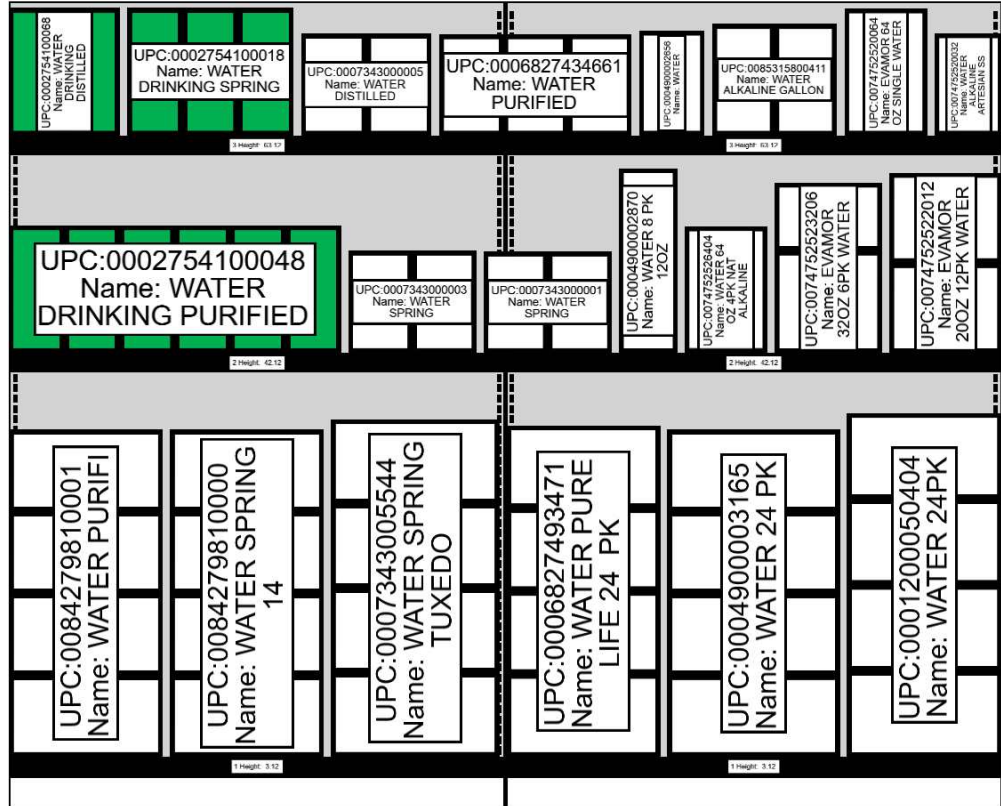 UPC:0002754100068
Name: WATER
DRINKING
DISTILLED
UPC:0002754100018
Name: WATER
DRINKING SPRING
UPC:0007343000005
Name: WATER
DISTILLED
UPC:0006827434661
Name: WATER
PURIFIED
UPC:0004900002656
Name: WATER
UPC:0085315800411
Name: WATER
ALKALINE GALLON
UPC:0074752520064
Name: EVAMOR 64
OZ SINGLE WATER
UPC:0074752520032
Name: WATER
ALKALINE
ARTESIAN SS
3 Height: 63.12
3 Height: 63.12
UPC:0002754100048
Name: WATER
DRINKING PURIFIED
UPC:0007343000003
Name: WATER
SPRING
UPC:0007343000001
Name: WATER
SPRING
UPC:0004900002870
Name: WATER 8 PK
12OZ
UPC:0074752526404
Name: WATER 64
OZ 4PK NAT
ALKALINE
UPC:0074752523206
Name: EVAMOR
32OZ 6PK WATER
UPC:0074752522012
Name: EVAMOR
20OZ 12PK WATER
2 Height: 42.12
2 Height: 42.12
UPC:0084279810001
Name: WATER PURIFI
UPC:0084279810000
Name: WATER SPRING
14
UPC:0007343005544
Name: WATER SPRING
TUXEDO
UPC:0006827493471
Name: WATER PURE
LIFE 24 PK
UPC:0004900003165
Name: WATER 24 PK
UPC:0001200050404
Name: WATER 24PK
1 Height: 3.12
1 Height: 3.12